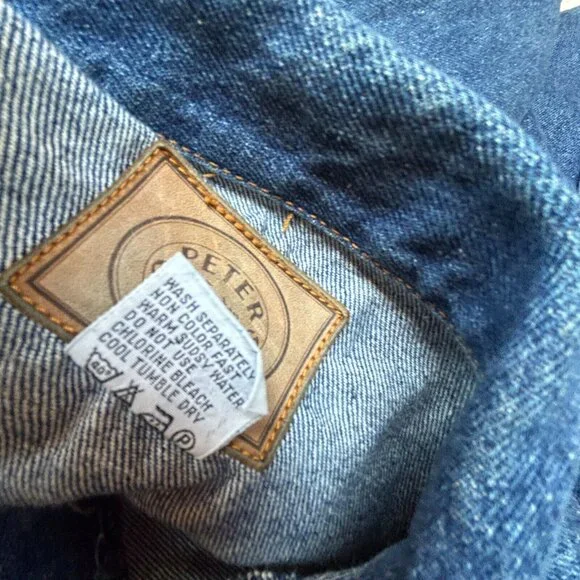 PETER
WASH SEPARATELY
NON COLOR FAST
WARM SUDSY WATER
DO NOT USE
CHLORINE BLEACH
COOL TUMBLE DRY
P